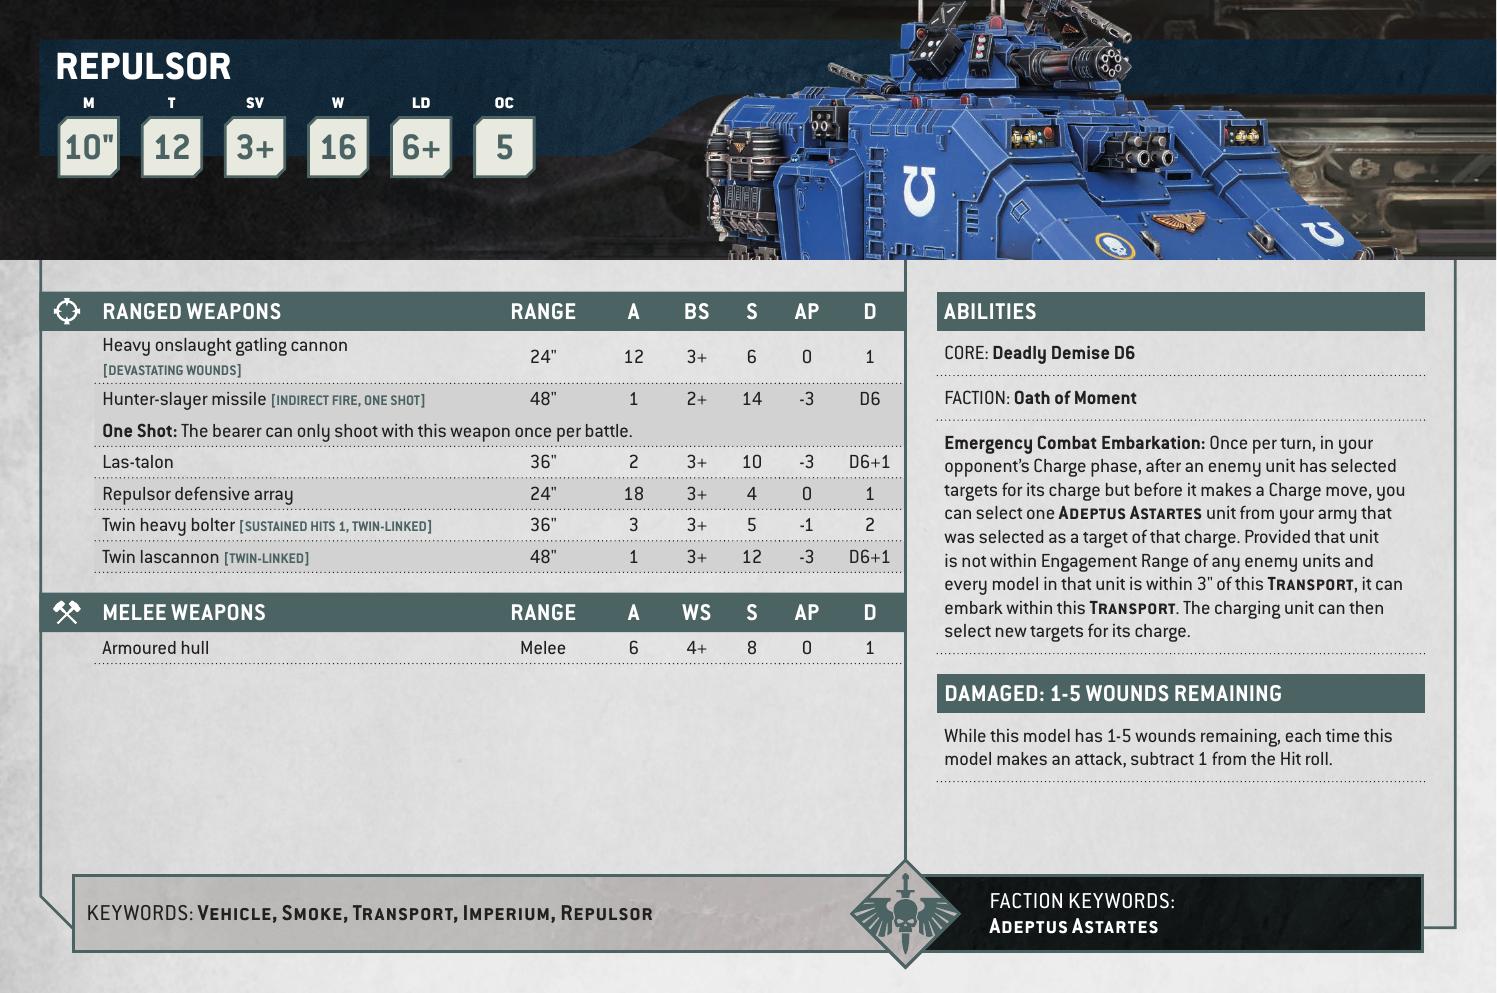 REPULSOR
M T SV W LD OC
10" 12 3+ 16 6+ 5
RANGED WEAPONS RANGE A BS S AP D
Heavy onslaught gatling cannon
[DEVASTATING WOUNDS] 24" 12 3+ 6 0 1
Hunter-slayer missile [INDIRECT FIRE, ONE SHOT] 48" 1 2+ 14 -3 D6
One Shot: The bearer can only shoot with this weapon once per battle.
Las-talon 36" 2 3+ 10 -3 D6+1
Repulsor defensive array 24" 18 3+ 4 0 1
Twin heavy bolter [SUSTAINED HITS 1, TWIN-LINKED] 36" 3 3+ 5 -1 2
Twin lascannon [TWIN-LINKED] 48" 1 3+ 12 -3 D6+1
MELEE WEAPONS RANGE A WS S AP D
Armoured hull Melee 6 4+ 8 0 1
ABILITIES
CORE: Deadly Demise D6
FACTION: Oath of Moment
Emergency Combat Embarkation: Once per turn, in your
opponent's Charge phase, after an enemy unit has selected
targets for its charge but before it makes a Charge move, you
can select one ADEPTUS ASTARTES unit from your army that
was selected as a target of that charge. Provided that unit
is not within Engagement Range of any enemy units and
every model in that unit is within 3" of this TRANSPORT, it can
embark within this TRANSPORT. The charging unit can then
select new targets for its charge.
DAMAGED: 1-5 WOUNDS REMAINING
While this model has 1-5 wounds remaining, each time this
model makes an attack, subtract 1 from the Hit roll.
KEYWORDS: VEHICLE, SMOKE, TRANSPORT, IMPERIUM, REPULSOR
FACTION KEYWORDS:
ADEPTUS ASTARTES